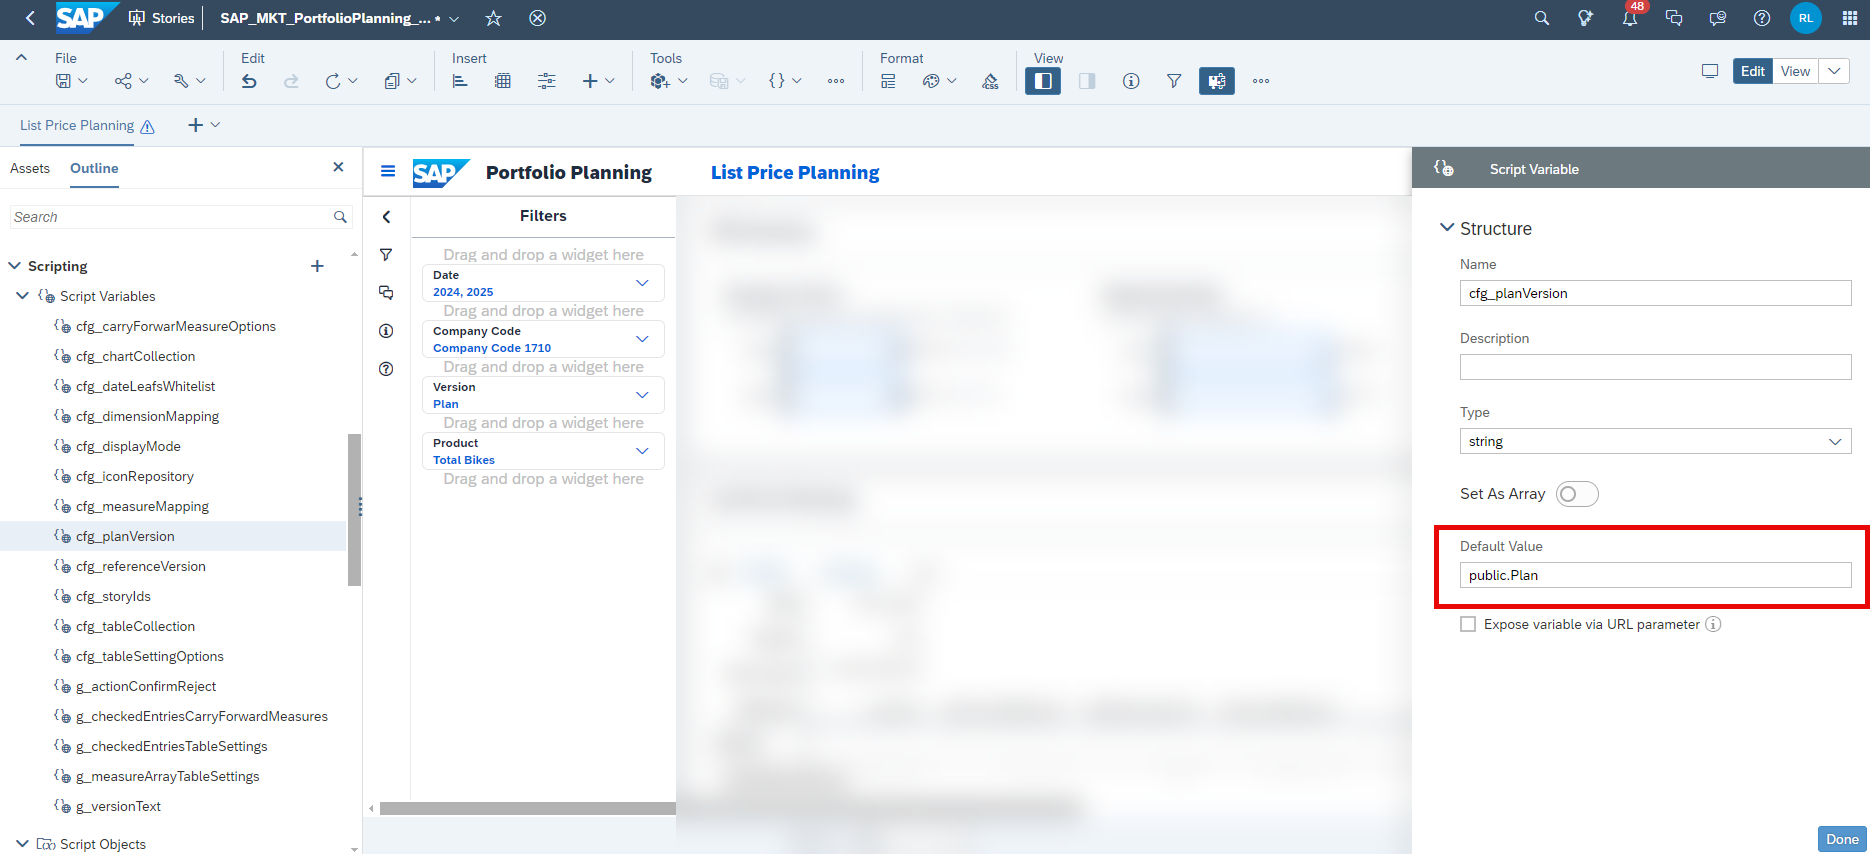 SAP Stories SAP_MKT_PortfolioPlanning_... * 48 RL
File Edit Insert Tools Format View
css Edit View
List Price Planning
Assets Outline
Search
Scripting
Script Variables
cfg_carryForwarMeasureOptions
cfg_chartCollection
cfg_dateLeafsWhitelist
cfg_dimensionMapping
cfg_displayMode
cfg_iconRepository
cfg_measureMapping
cfg_planVersion
cfg_referenceVersion
cfg_storyIds
cfg_tableCollection
cfg_tableSettingOptions
g_actionConfirmReject
g_checkedEntriesCarryForwardMeasures
g_checkedEntriesTableSettings
g_measureArrayTableSettings
g_versionText
Script Objects
SAP Portfolio Planning List Price Planning
Filters
Drag and drop a widget here
Date
2024, 2025
Drag and drop a widget here
Company Code
Company Code 1710
Drag and drop a widget here
Version
Plan
Drag and drop a widget here
Product
Total Bikes
Drag and drop a widget here
Script Variable
Structure
Name
cfg_planVersion
Description
Type
string
Set As Array
Default Value
public.Plan
Expose variable via URL parameter
Done